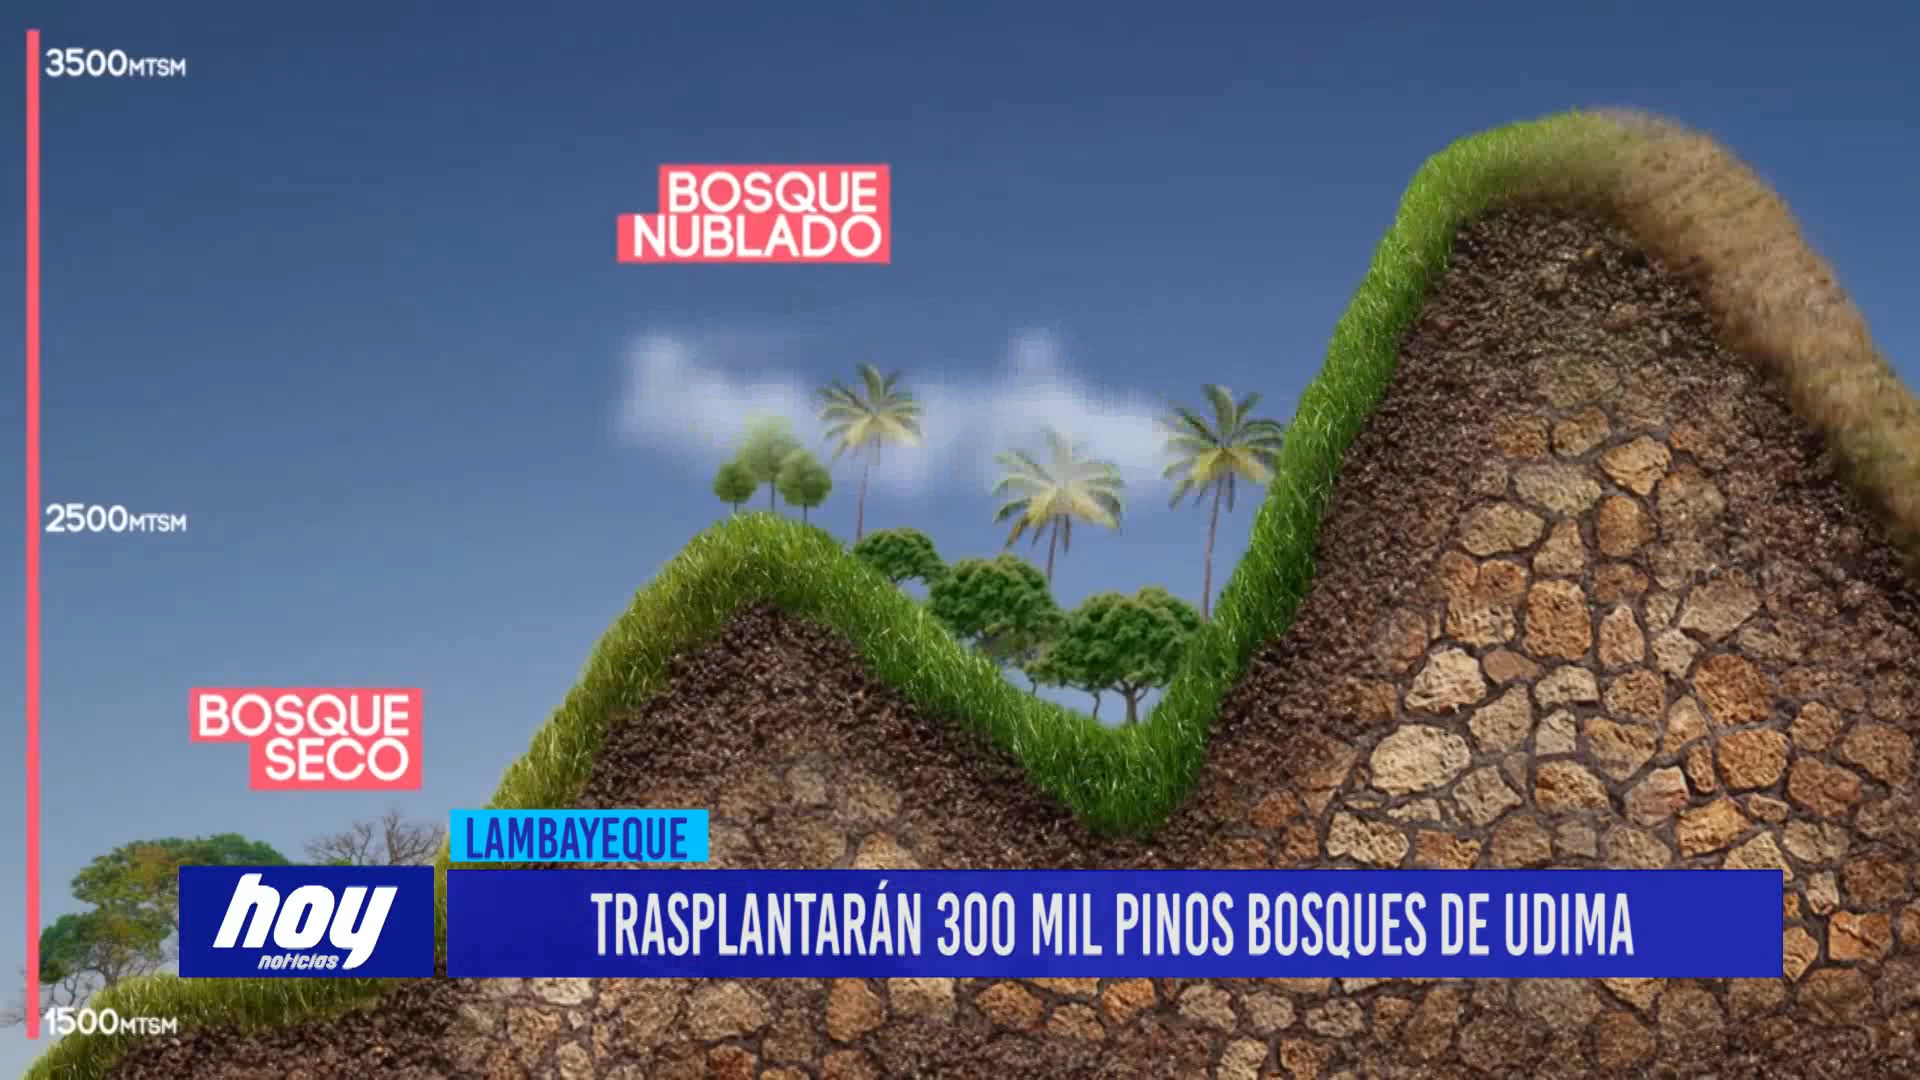 3500MTSM
BOSQUE
NUBLADO
2500MTSM
BOSQUE
SECO
LAMBAYEQUE
hoy
noticias
TRASPLANTARÁN 300 MIL PINOS BOSQUES DE UDIMA
1500MTSM